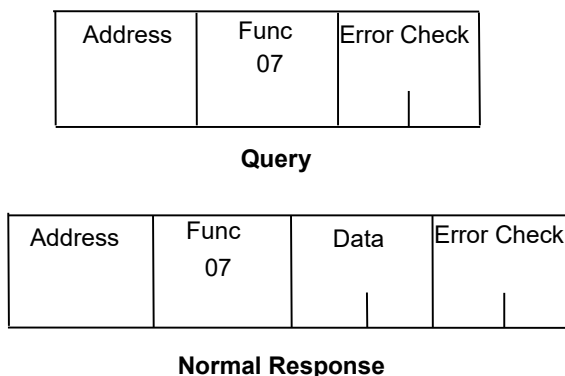 Address Func Error Check
07
Query
Address Func Data Error Check
07
Normal Response